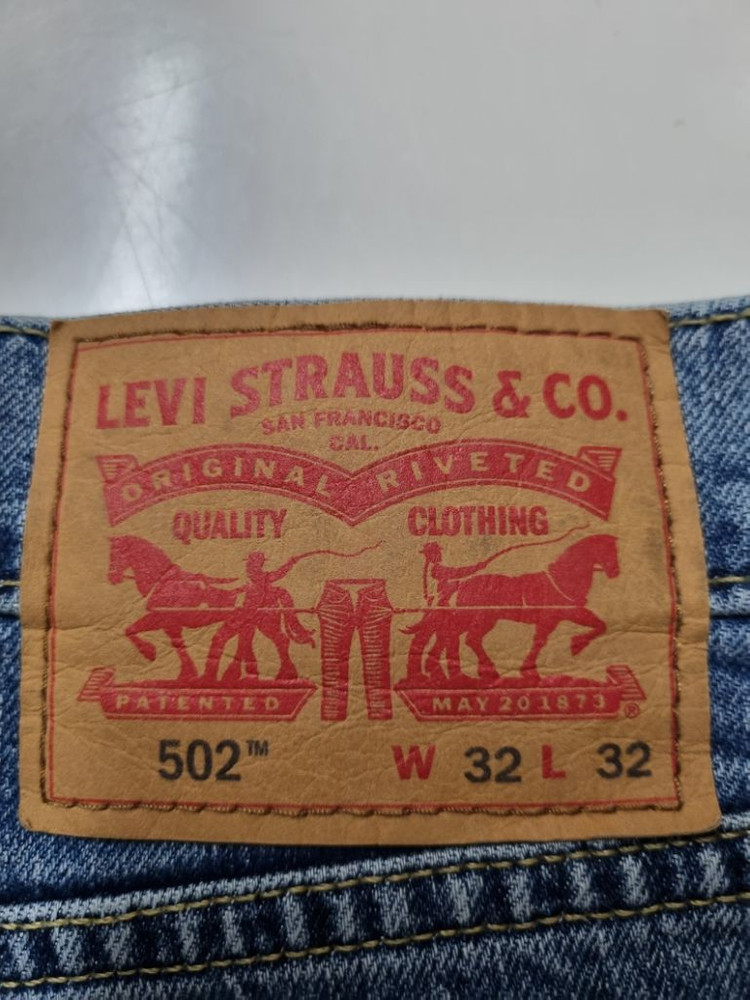 LEVI STRAUSS & CO.
SAN FRANCISCO
CAL.
ORIGINAL RIVETED
QUALITY CLOTHING
PATENTED MAY 20 1873 ®
502™ W 32 L 32